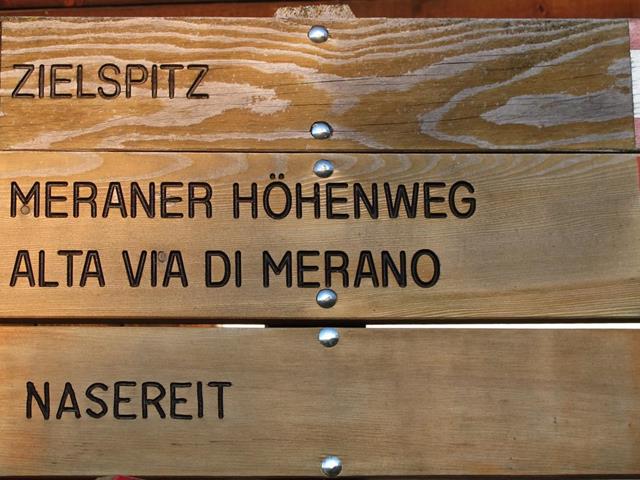 ZIELSPITZ
MERANER HÖHENWEG
ALTA VIA DI MERANO
NASEREIT